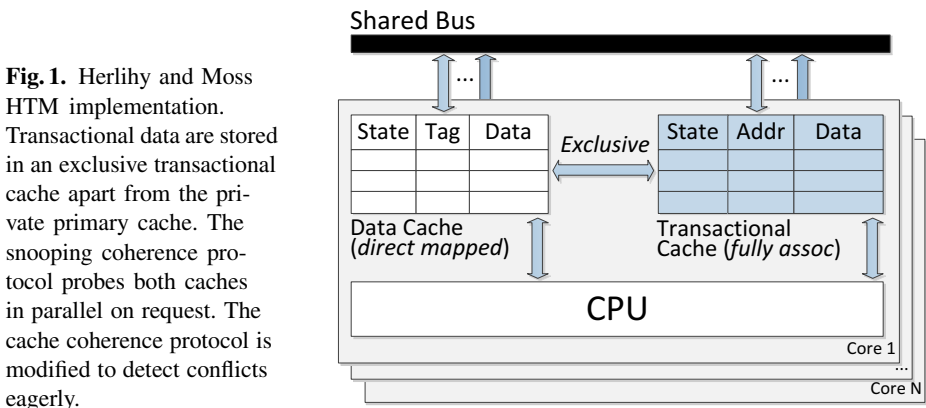 Fig. 1. Herlihy and Moss
HTM implementation.
Transactional data are stored
in an exclusive transactional
cache apart from the pri-
vate primary cache. The
snooping coherence pro-
tocol probes both caches
in parallel on request. The
cache coherence protocol is
modified to detect conflicts
eagerly.
Shared Bus
... ...
State Tag Data
Exclusive
State Addr Data
Data Cache
(direct mapped)
Transactional
Cache (fully assoc)
CPU
Core 1
...
Core N